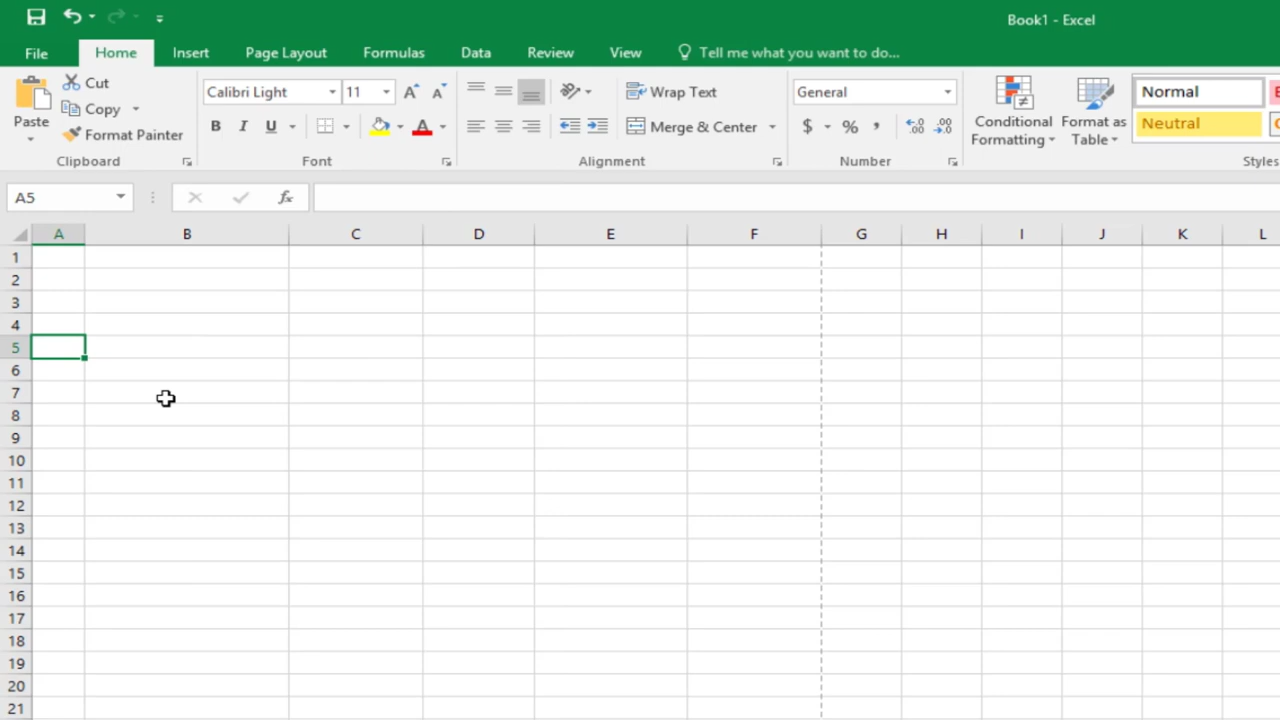 Book1 - Excel
File Home Insert Page Layout Formulas Data Review View Tell me what you want to do...
Paste
Cut
Copy
Format Painter
Clipboard
Calibri Light 11
B I U A
Font
Wrap Text
Merge & Center
Alignment
General
$ % ,
Number
Conditional Formatting
Format as Table
Normal
Neutral
Styles
A5 fx
A B C D E F G H I J K L
1
2
3
4
5
6
7
8
9
10
11
12
13
14
15
16
17
18
19
20
21